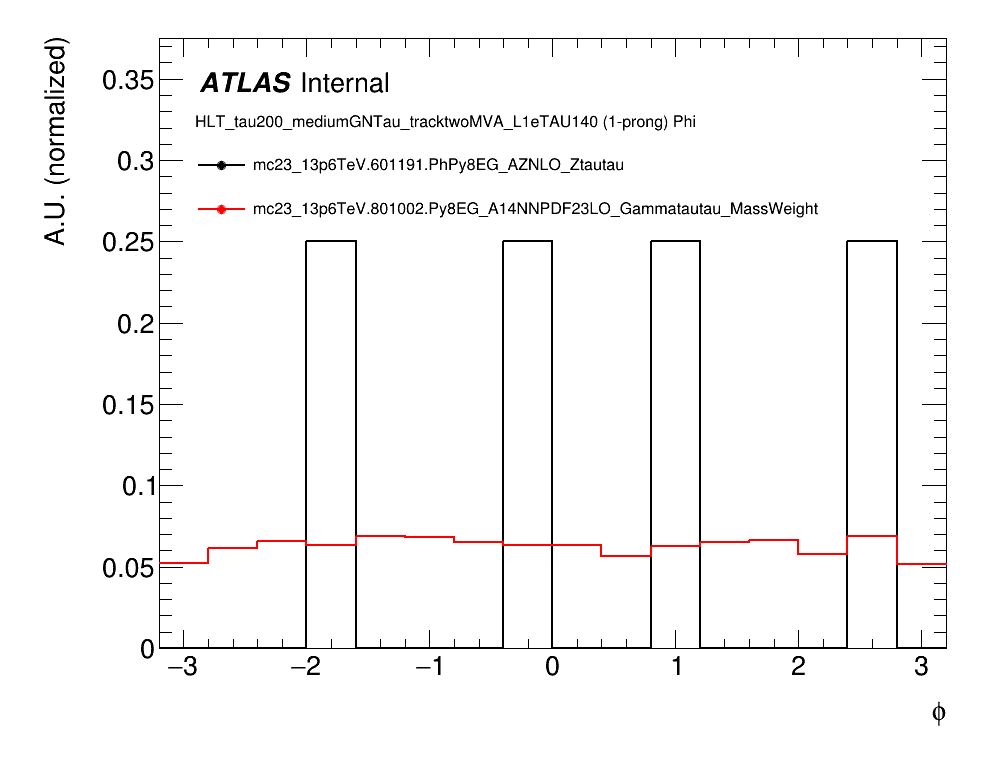 A.U. (normalized)
ATLAS Internal
HLT_tau200_mediumGNTau_tracktwoMVA_L1eTAU140 (1-prong) Phi
mc23_13p6TeV.601191.PhPy8EG_AZNLO_Ztautau
mc23_13p6TeV.801002.Py8EG_A14NNPDF23LO_Gammatautau_MassWeight
0.35
0.3
0.25
0.2
0.15
0.1
0.05
0
−3 −2 −1 0 1 2 3
ϕ